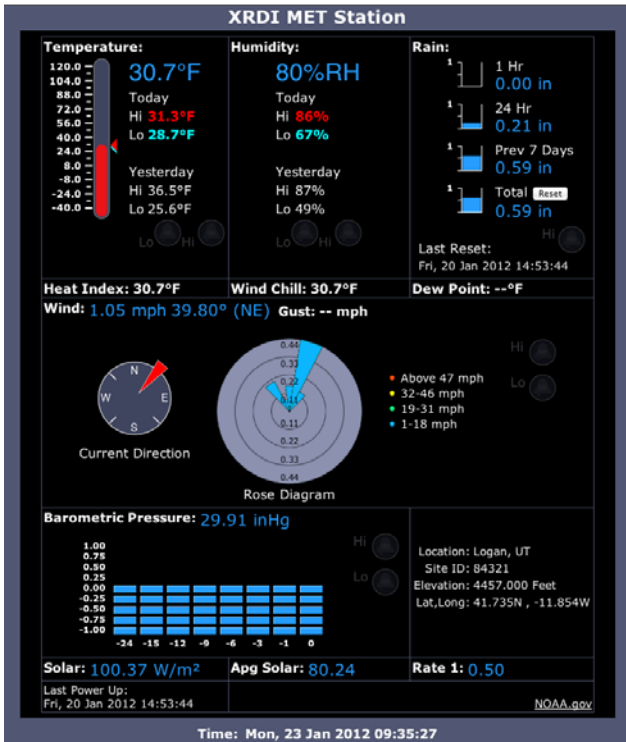 XRDI MET Station
Temperature:
120.0
104.0
88.0
72.0
56.0
40.0
24.0
8.0
-8.0
-24.0
-40.0
30.7°F
Today
Hi 31.3°F
Lo 28.7°F
Yesterday
Hi 36.5°F
Lo 25.6°F
Lo Hi
Humidity:
80%RH
Today
Hi 86%
Lo 67%
Yesterday
Hi 87%
Lo 49%
Lo Hi
Rain:
1 1 Hr
0.00 in
1 24 Hr
0.21 in
1 Prev 7 Days
0.59 in
1 Total Reset
0.59 in
Hi
Last Reset:
Fri, 20 Jan 2012 14:53:44
Heat Index: 30.7°F
Wind Chill: 30.7°F
Dew Point: --°F
Wind: 1.05 mph 39.80° (NE) Gust: -- mph
N
W E
S
Current Direction
0.44
0.33
0.22
0.11
0.11
0.22
0.33
0.44
Rose Diagram
Above 47 mph
32-46 mph
19-31 mph
1-18 mph
Hi
Lo
Barometric Pressure: 29.91 inHg
1.00
0.75
0.50
0.25
0.00
-0.25
-0.50
-0.75
-1.00
-24 -15 -12 -9 -6 -3 -1 0
Hi
Lo
Location: Logan, UT
Site ID: 84321
Elevation: 4457.000 Feet
Lat,Long: 41.735N , -11.854W
Solar: 100.37 W/m²
Apg Solar: 80.24
Rate 1: 0.50
Last Power Up:
Fri, 20 Jan 2012 14:53:44
NOAA.gov
Time: Mon, 23 Jan 2012 09:35:27